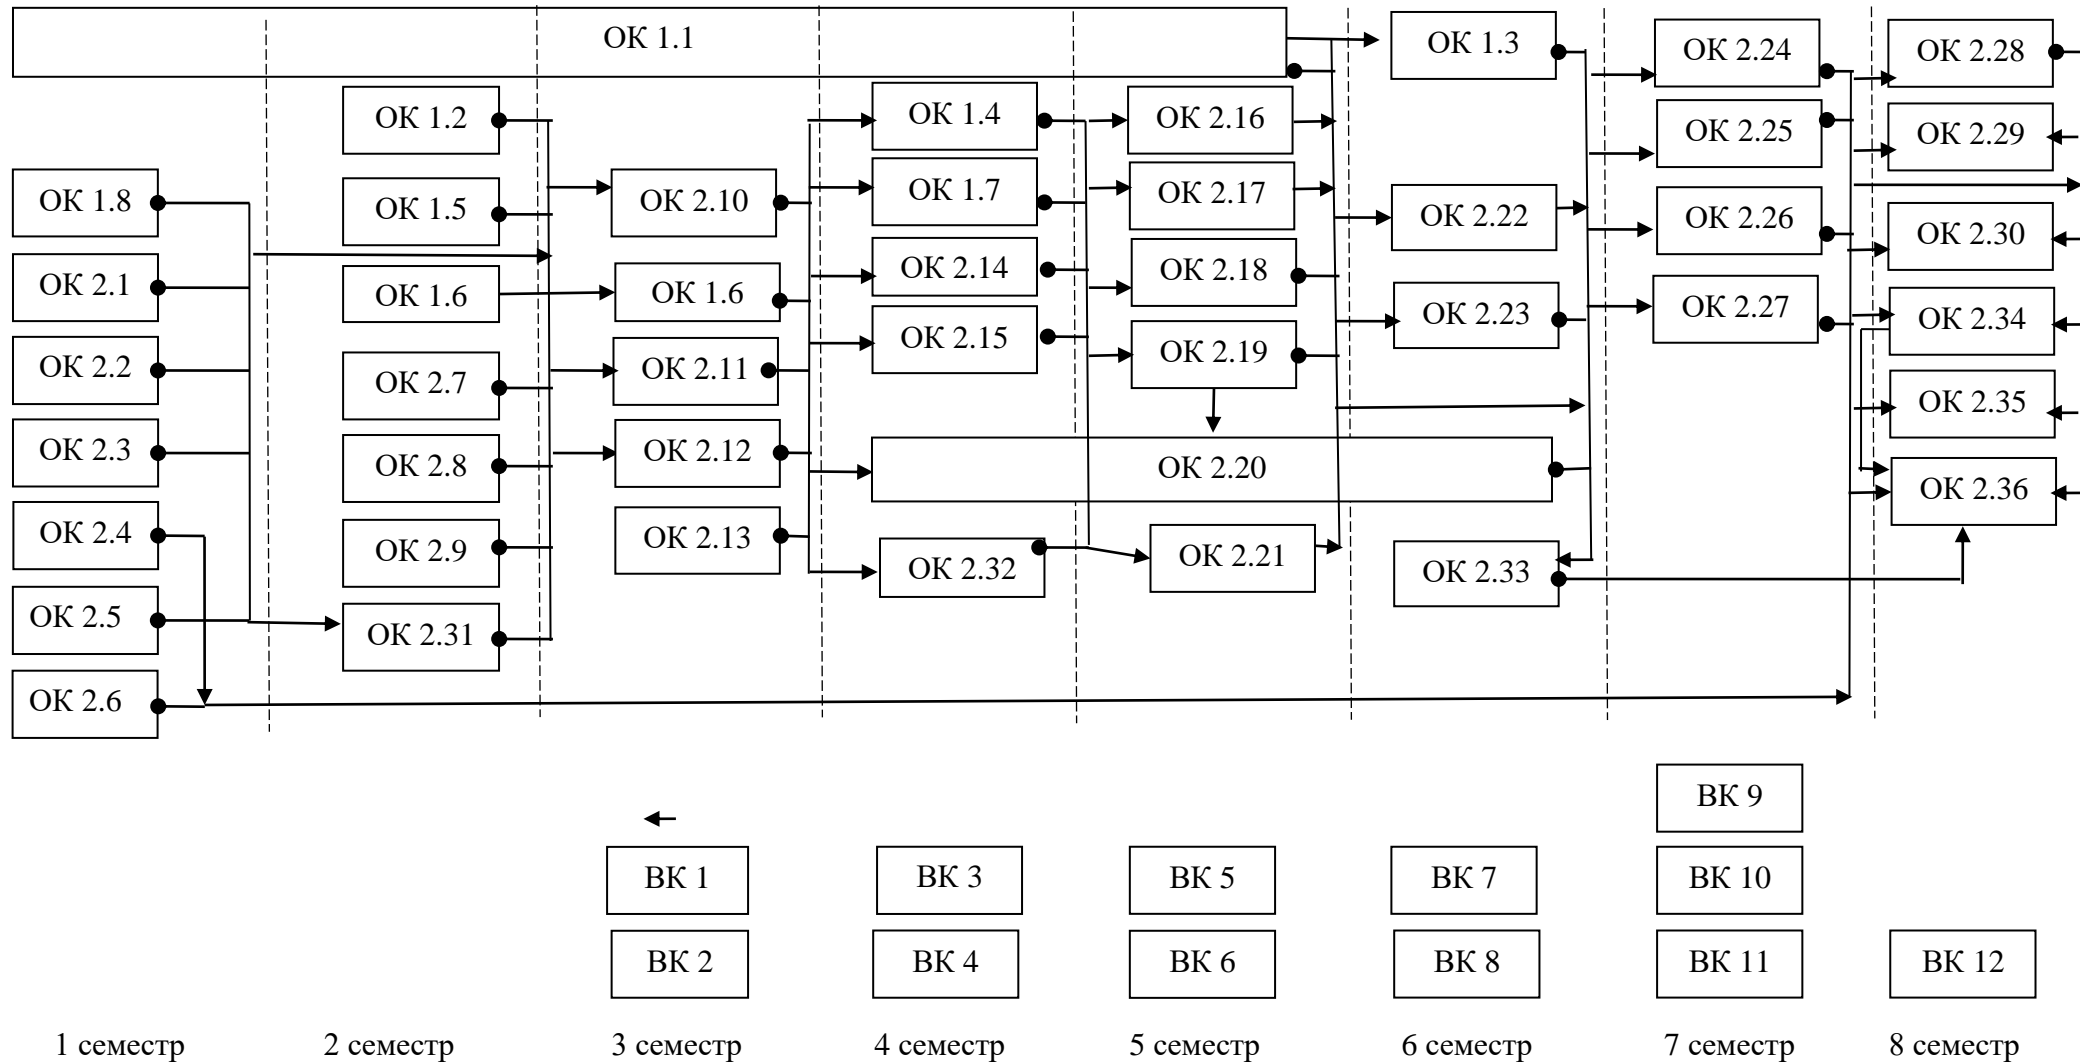 ОК 1.1
ОК 1.3
ОК 2.24
ОК 2.28
ОК 1.2
ОК 1.4
ОК 2.16
ОК 2.25
ОК 2.29
ОК 1.8
ОК 1.5
ОК 2.10
ОК 1.7
ОК 2.17
ОК 2.22
ОК 2.26
ОК 2.30
ОК 2.1
ОК 1.6
ОК 1.6
ОК 2.14
ОК 2.18
ОК 2.23
ОК 2.27
ОК 2.34
ОК 2.2
ОК 2.7
ОК 2.11
ОК 2.15
ОК 2.19
ОК 2.35
ОК 2.3
ОК 2.8
ОК 2.12
ОК 2.20
ОК 2.36
ОК 2.4
ОК 2.9
ОК 2.13
ОК 2.32
ОК 2.21
ОК 2.33
ОК 2.5
ОК 2.31
ОК 2.6
ВК 9
ВК 1
ВК 3
ВК 5
ВК 7
ВК 10
ВК 2
ВК 4
ВК 6
ВК 8
ВК 11
ВК 12
1 семестр
2 семестр
3 семестр
4 семестр
5 семестр
6 семестр
7 семестр
8 семестр